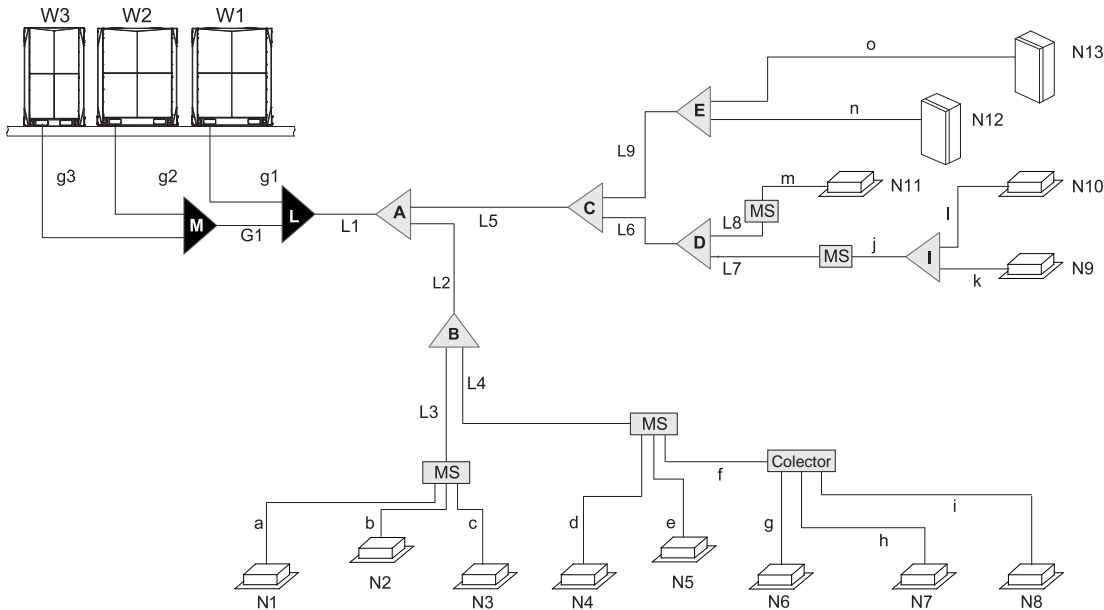 W3 W2 W1
o
N13
E
n
N12
L9
g3 g2 g1
m
N11
N10
M L L1 A L5 C
MS
l
G1
L6 D L8
MS j I
L7
k N9
L2
B
L4
L3
MS
MS
f
Colector
a b c d e g h i
N1 N2 N3 N4 N5 N6 N7 N8